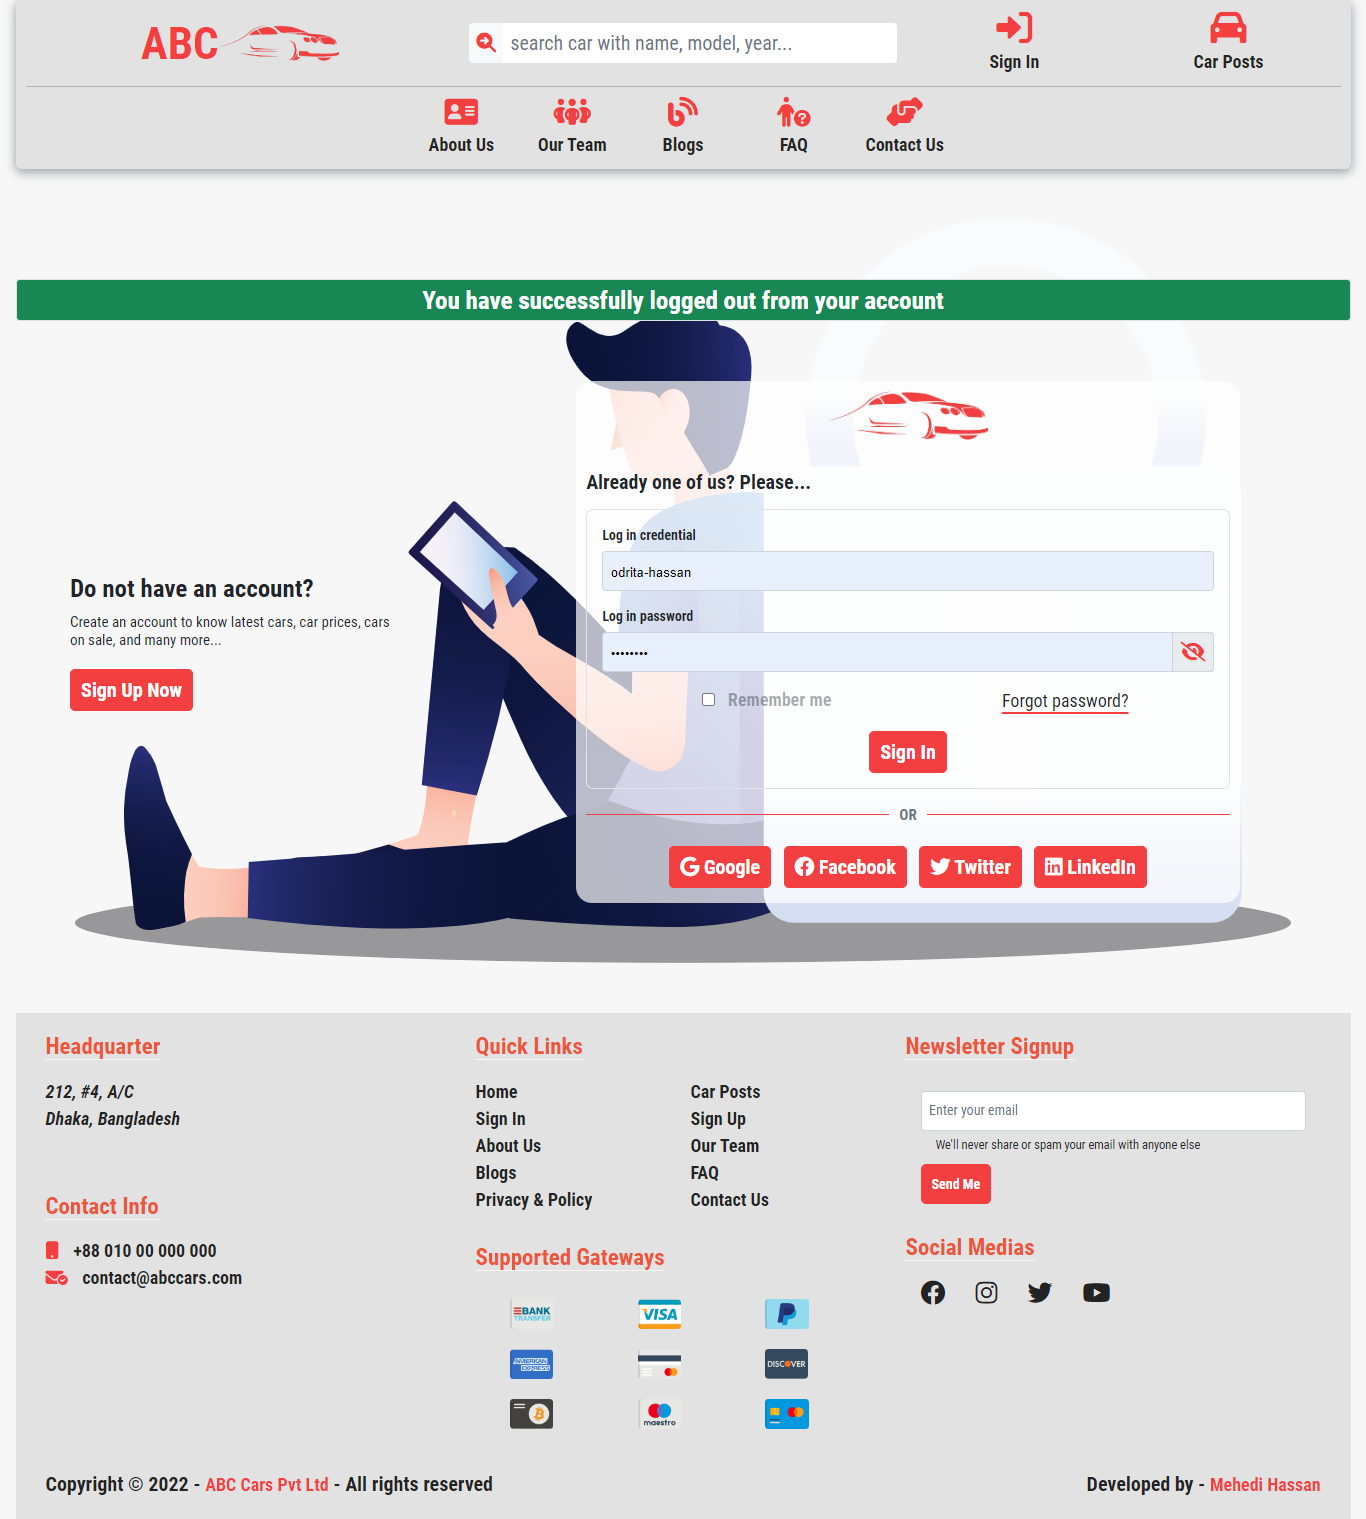 ABC
search car with name, model, year...
Sign In
Car Posts
About Us
Our Team
Blogs
FAQ
Contact Us
You have successfully logged out from your account
Already one of us? Please...
Log in credential
odrita-hassan
Log in password
••••••••
Remember me
Forgot password?
Sign In
OR
Google
Facebook
Twitter
LinkedIn
Do not have an account?
Create an account to know latest cars, car prices, cars
on sale, and many more...
Sign Up Now
Headquarter
212, #4, A/C
Dhaka, Bangladesh
Contact Info
+88 010 00 000 000
contact@abccars.com
Quick Links
Home
Car Posts
Sign In
Sign Up
About Us
Our Team
Blogs
FAQ
Privacy & Policy
Contact Us
Supported Gateways
BANK
TRANSFER
VISA
P
AMERICAN
EXPRESS
DISCOVER
maestro
Newsletter Signup
Enter your email
We'll never share or spam your email with anyone else
Send Me
Social Medias
Copyright © 2022 - ABC Cars Pvt Ltd - All rights reserved
Developed by - Mehedi Hassan